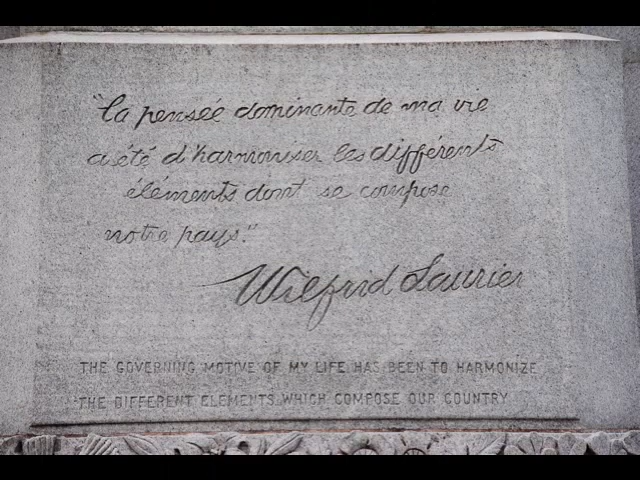 "La pensée dominante de ma vie
a été d'harmoniser les différents
éléments dont se compose
notre pays."
Wilfrid Laurier
THE GOVERNING MOTIVE OF MY LIFE HAS BEEN TO HARMONIZE
THE DIFFERENT ELEMENTS WHICH COMPOSE OUR COUNTRY